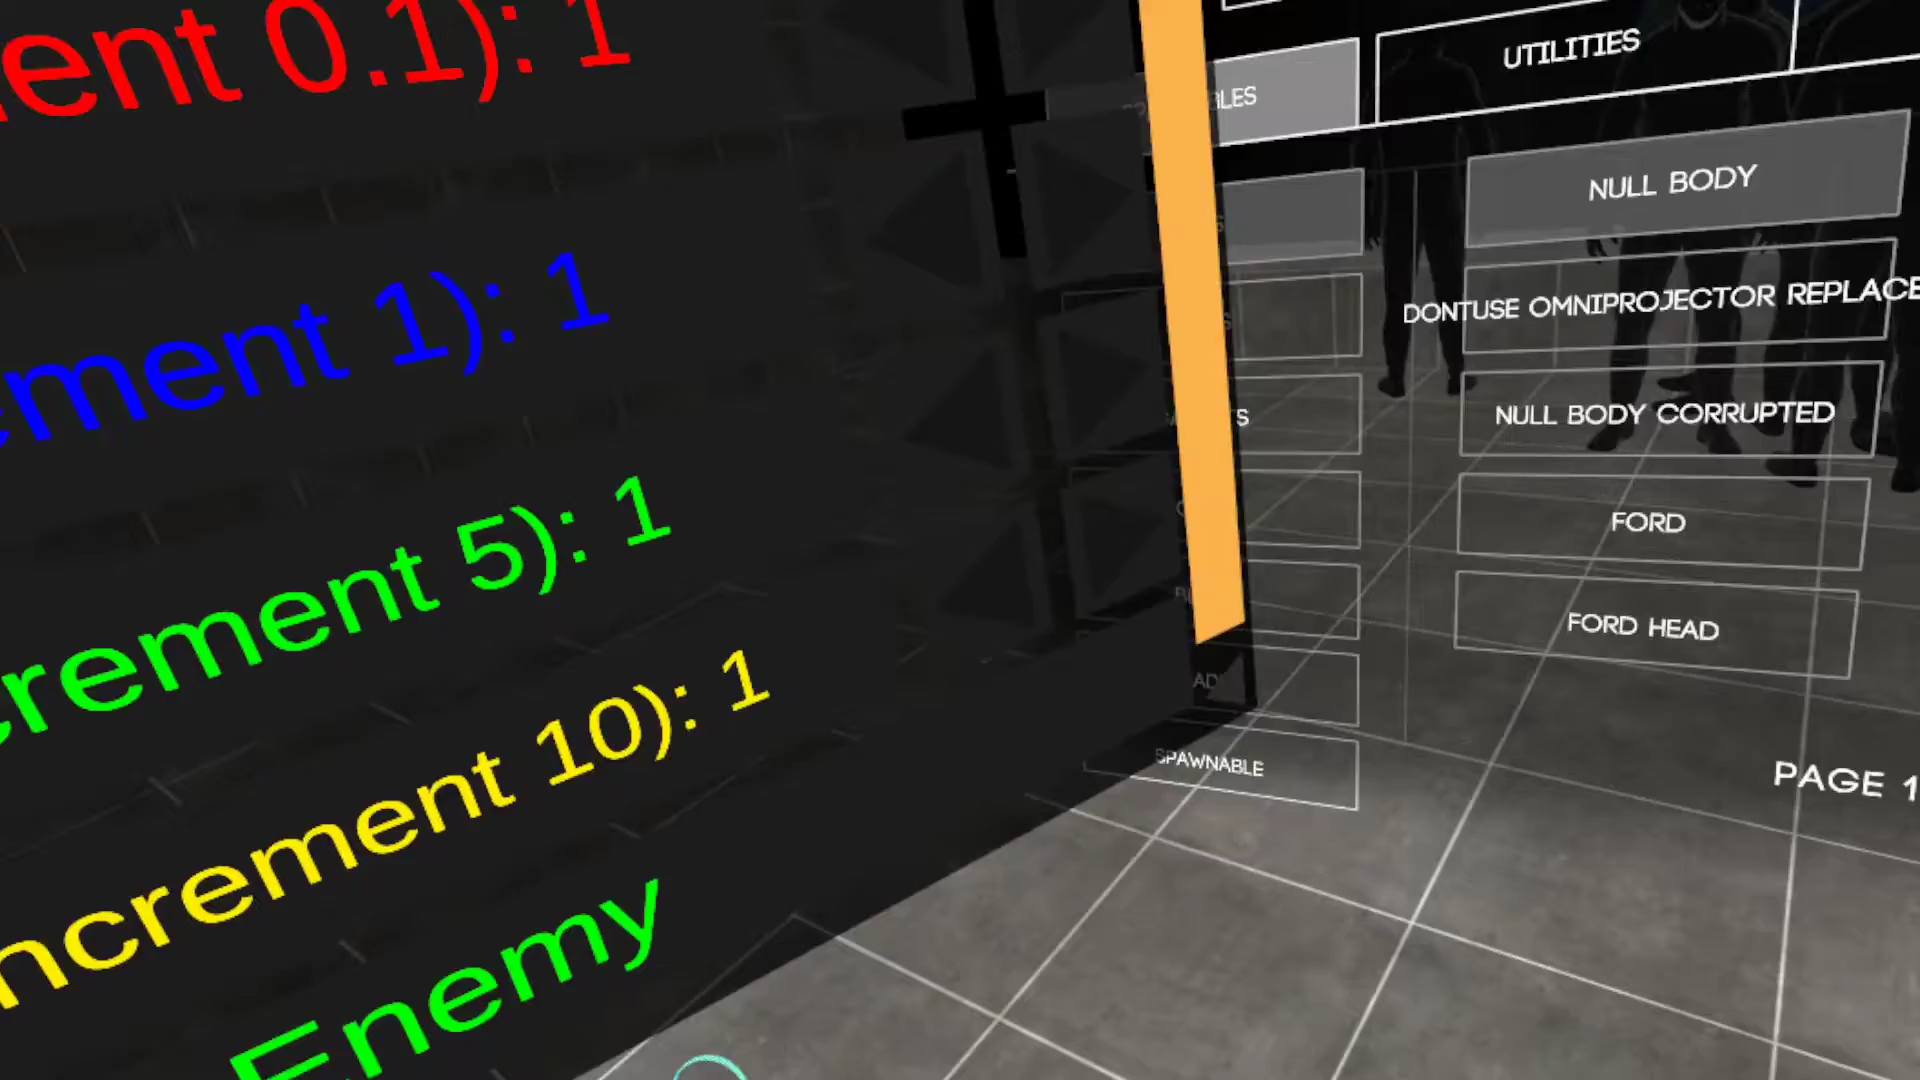 ent 0.1): 1
ement 1): 1
crement 5): 1
ncrement 10): 1
Enemy
UTILITIES
NULL BODY
DONTUSE OMNIPROJECTOR REPLACE
NULL BODY CORRUPTED
FORD
FORD HEAD
SPAWNABLE
PAGE 1